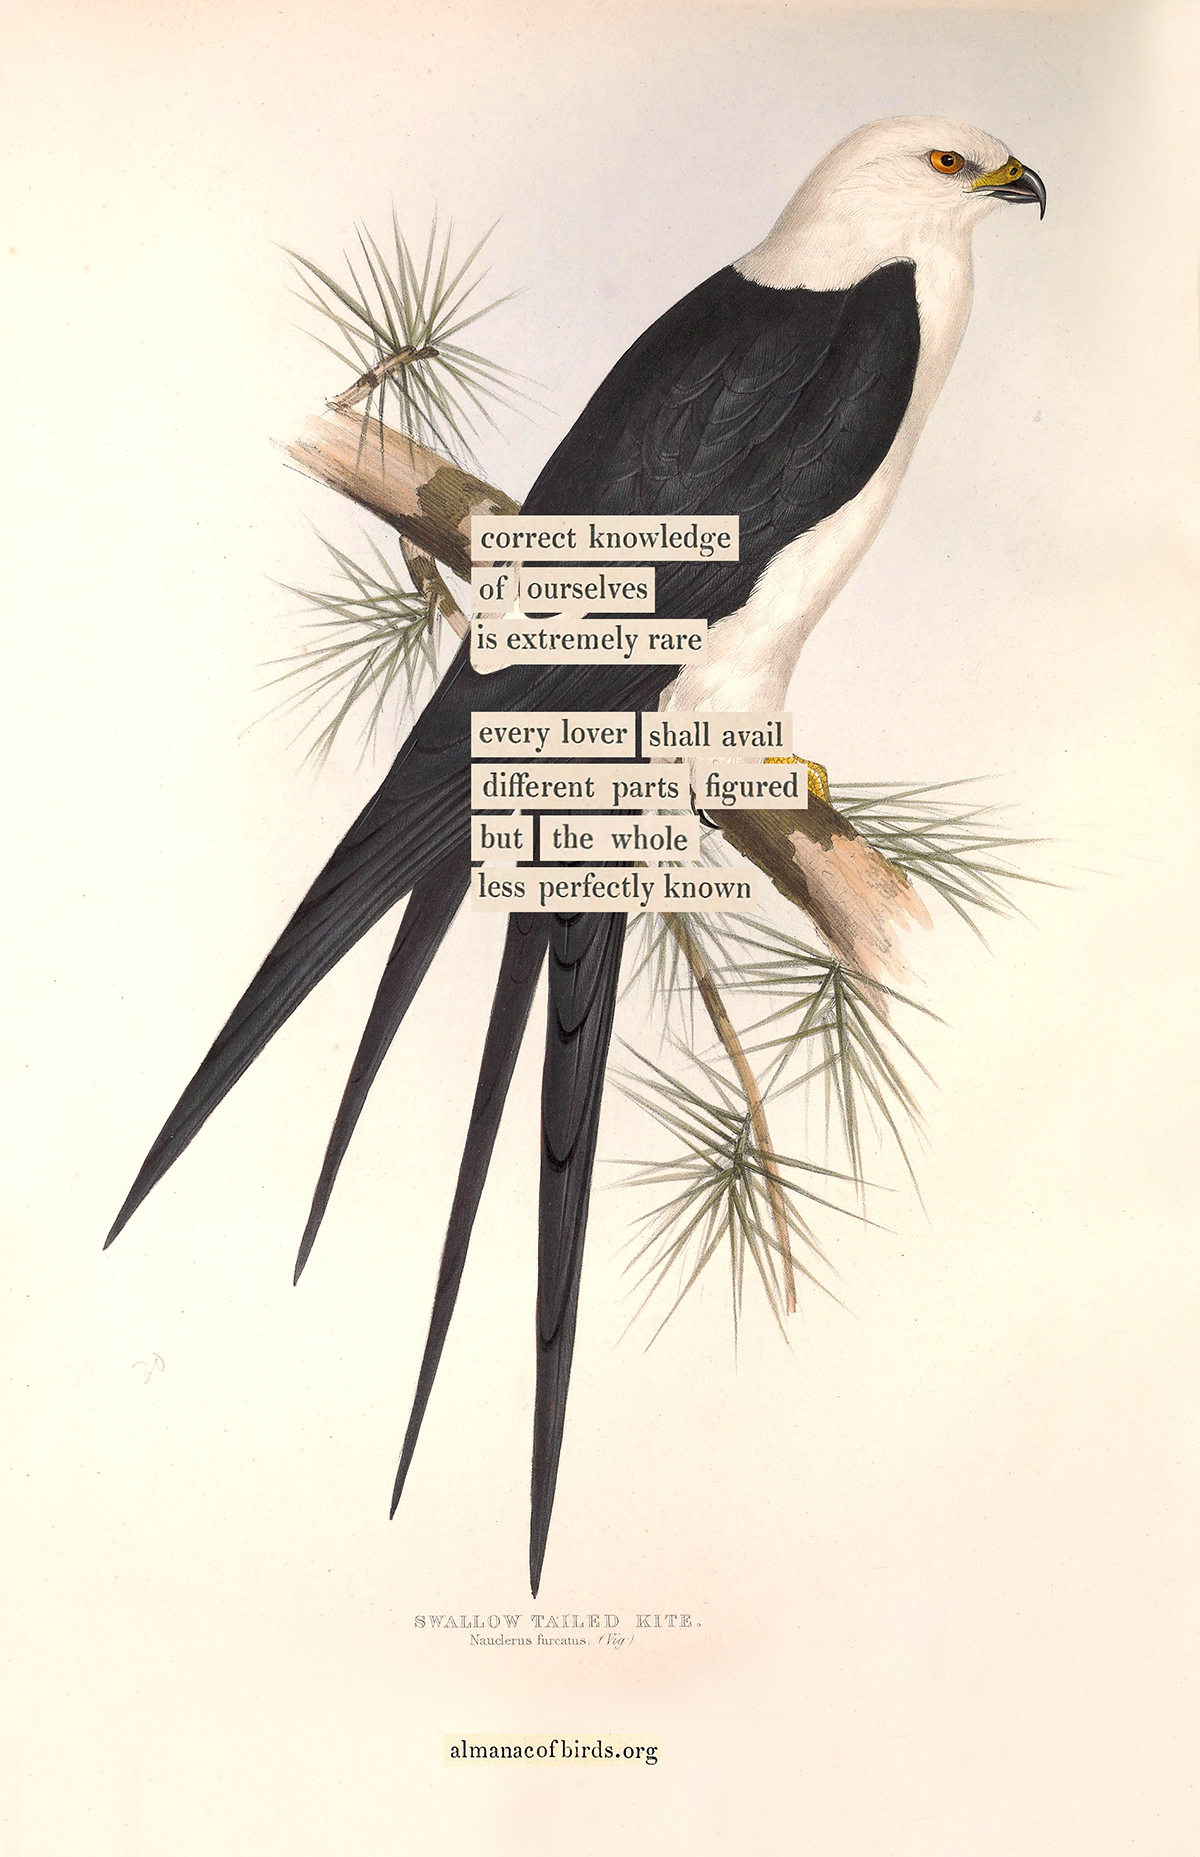 correct knowledge
of ourselves
is extremely rare
every lover shall avail
different parts figured
but the whole
less perfectly known
30
SWALLOW TAILED KITE.
Nauclerus furcatus. (Vig.)
almanacofbirds.org